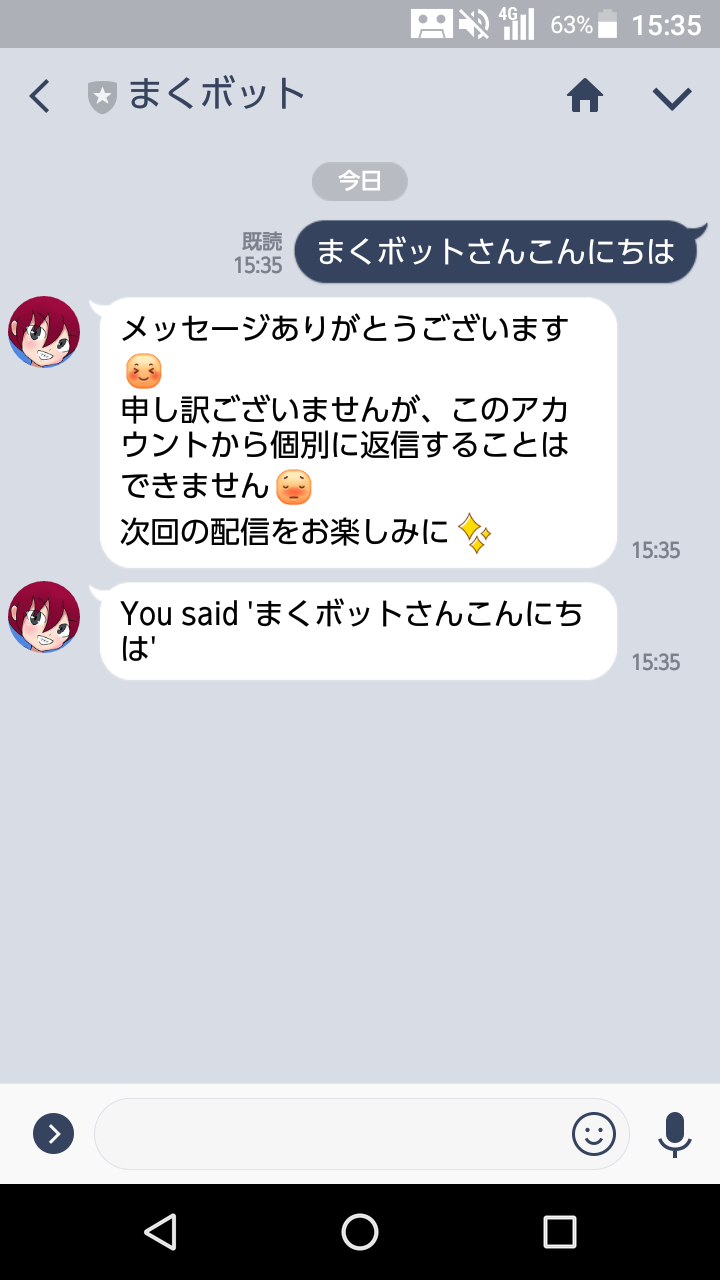 4G 63% 15:35
まくボット
今日
既読
15:35
まくボットさんこんにちは
メッセージありがとうございます
申し訳ございませんが、このアカ
ウントから個別に返信することは
できません
次回の配信をお楽しみに
15:35
You said 'まくボットさんこんにち
は'
15:35